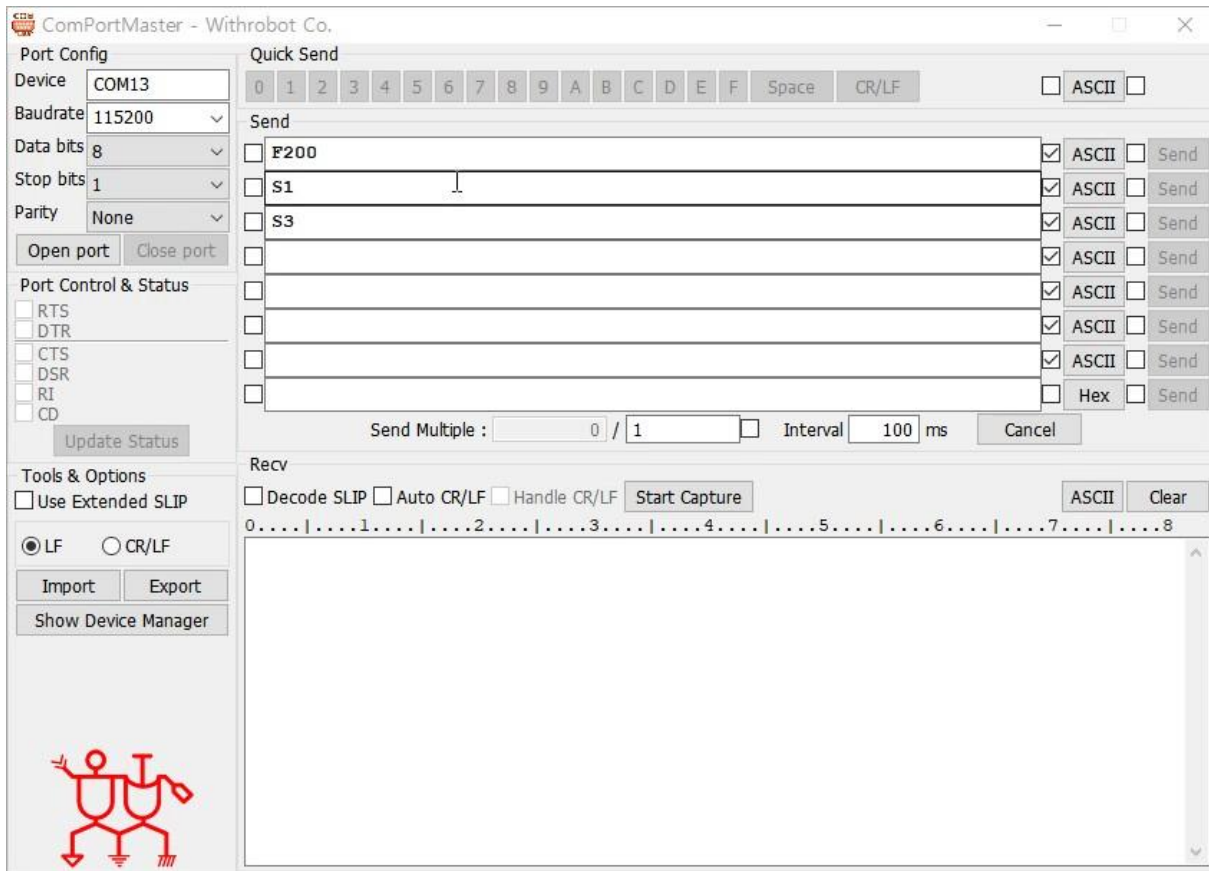 ComPortMaster - Withrobot Co.
Port Config
Device COM13
Baudrate 115200
Data bits 8
Stop bits 1
Parity None
Open port Close port
Port Control & Status
RTS
DTR
CTS
DSR
RI
CD
Update Status
Tools & Options
Use Extended SLIP
LF CR/LF
Import Export
Show Device Manager
Quick Send
0 1 2 3 4 5 6 7 8 9 A B C D E F Space CR/LF ASCII
Send
F200 ASCII Send
S1 ASCII Send
S3 ASCII Send
ASCII Send
ASCII Send
ASCII Send
ASCII Send
Hex Send
Send Multiple : 0 / 1 Interval 100 ms Cancel
Recv
Decode SLIP Auto CR/LF Handle CR/LF Start Capture ASCII Clear
0....|....1....|....2....|....3....|....4....|....5....|....6....|....7....|....8